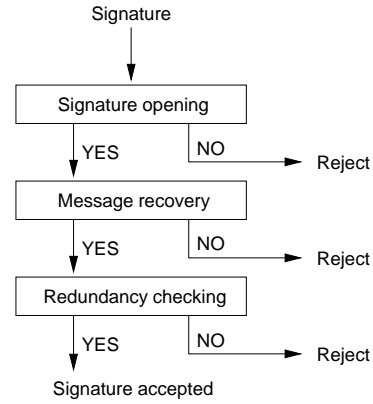 Signature
Signature opening
YES
NO
Reject
Message recovery
YES
NO
Reject
Redundancy checking
YES
NO
Reject
Signature accepted